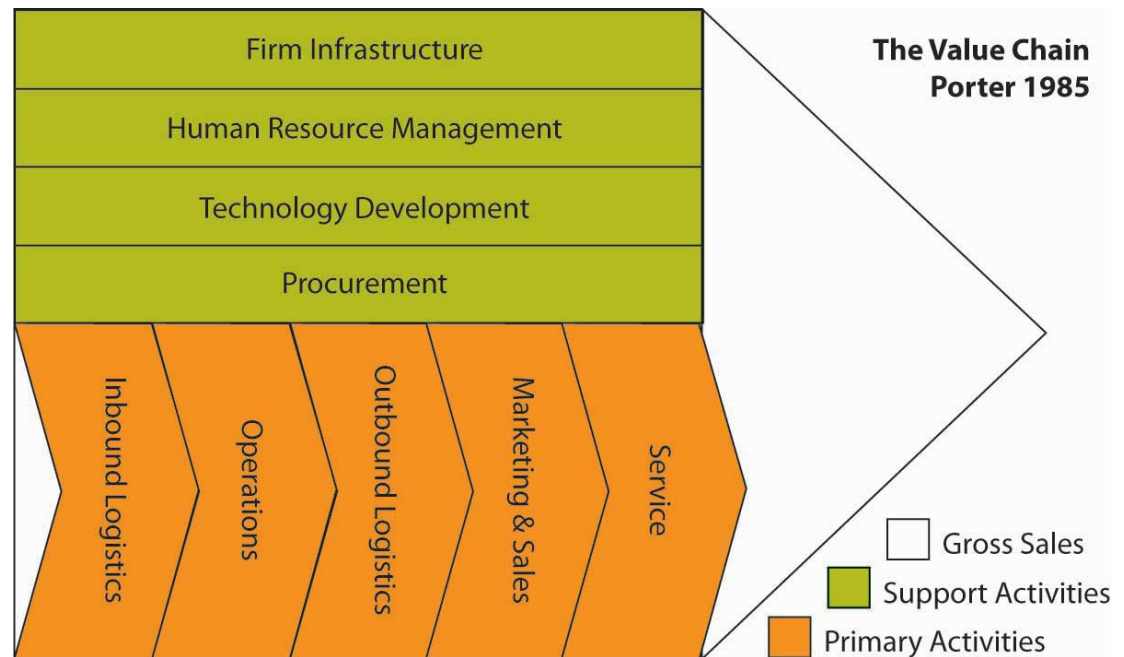 The Value Chain
Porter 1985
Firm Infrastructure
Human Resource Management
Technology Development
Procurement
Inbound Logistics
Operations
Outbound Logistics
Marketing & Sales
Service
Gross Sales
Support Activities
Primary Activities